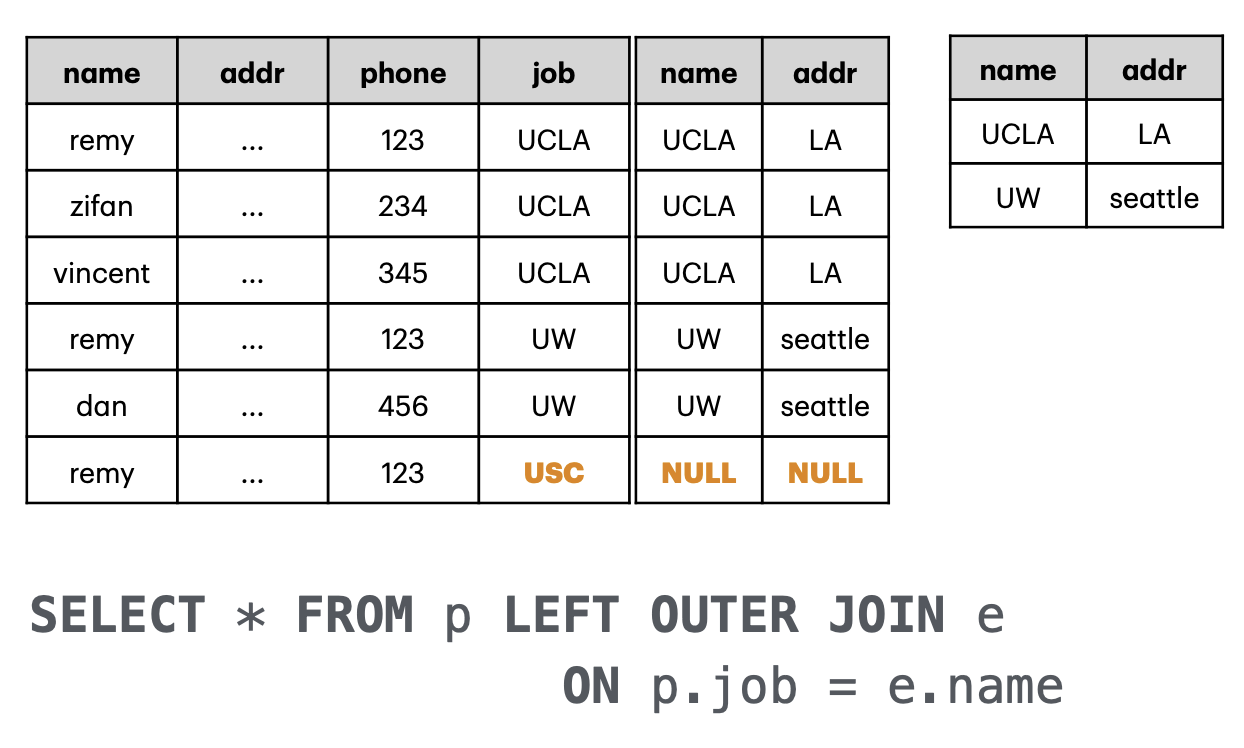 name addr phone job name addr
remy ... 123 UCLA UCLA LA
zifan ... 234 UCLA UCLA LA
vincent ... 345 UCLA UCLA LA
remy ... 123 UW UW seattle
dan ... 456 UW UW seattle
remy ... 123 USC NULL NULL
name addr
UCLA LA
UW seattle
SELECT * FROM p LEFT OUTER JOIN e
ON p.job = e.name